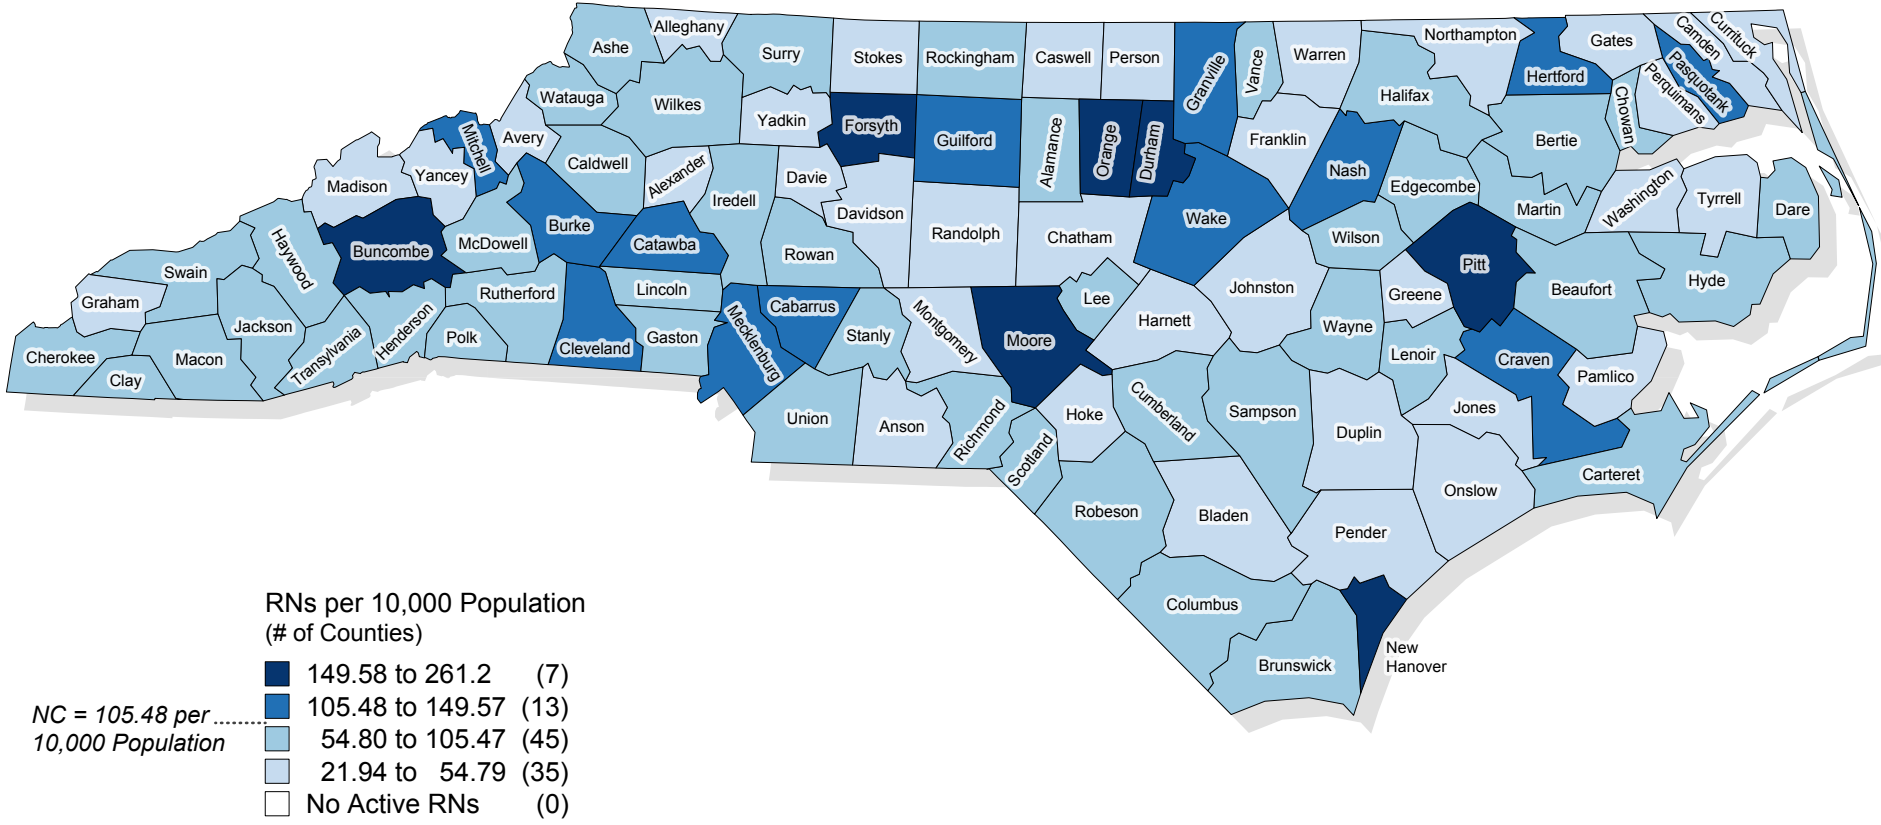 Alleghany
Ashe
Surry
Stokes
Rockingham
Caswell
Person
Granville
Vance
Warren
Northampton
Gates
Camden
Currituck
Hertford
Pasquotank
Perquimans
Chowan
Watauga
Wilkes
Yadkin
Forsyth
Guilford
Alamance
Orange
Durham
Franklin
Halifax
Bertie
Mitchell
Avery
Caldwell
Alexander
Iredell
Davie
Nash
Edgecombe
Martin
Washington
Tyrrell
Dare
Madison
Yancey
Burke
Catawba
Davidson
Randolph
Chatham
Wake
Wilson
Haywood
Buncombe
McDowell
Rowan
Pitt
Beaufort
Hyde
Swain
Graham
Rutherford
Lincoln
Cabarrus
Mecklenburg
Stanly
Montgomery
Moore
Lee
Harnett
Johnston
Greene
Wayne
Lenoir
Craven
Pamlico
Jackson
Cherokee
Macon
Clay
Transylvania
Henderson
Polk
Cleveland
Gaston
Union
Anson
Richmond
Scotland
Hoke
Cumberland
Sampson
Duplin
Jones
Onslow
Carteret
Robeson
Bladen
Pender
Columbus
Brunswick
New
Hanover
RNs per 10,000 Population
(# of Counties)
149.58 to 261.2 (7)
105.48 to 149.57 (13)
54.80 to 105.47 (45)
21.94 to 54.79 (35)
No Active RNs (0)
NC = 105.48 per
10,000 Population